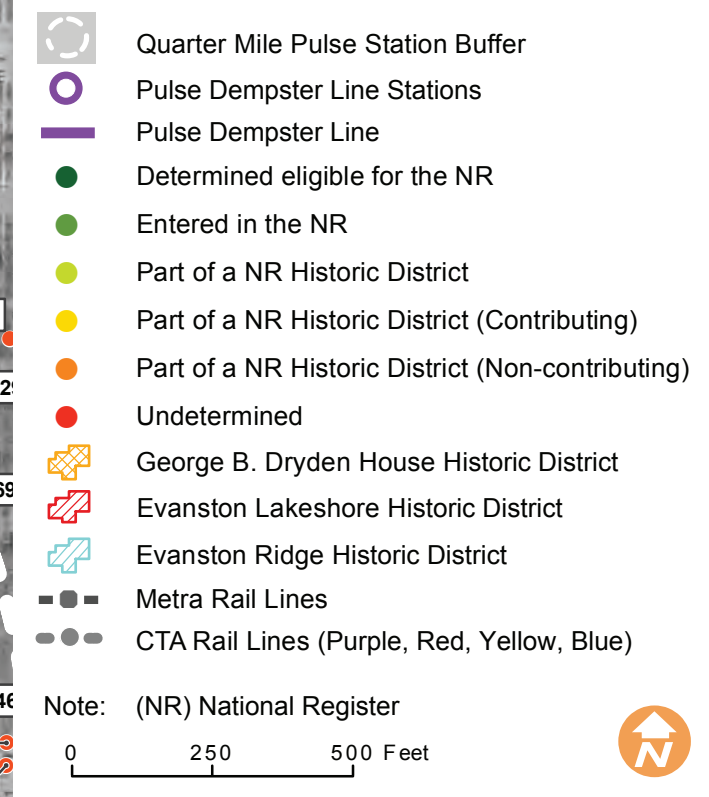 Quarter Mile Pulse Station Buffer
Pulse Dempster Line Stations
Pulse Dempster Line
Determined eligible for the NR
Entered in the NR
Part of a NR Historic District
Part of a NR Historic District (Contributing)
Part of a NR Historic District (Non-contributing)
Undetermined
George B. Dryden House Historic District
Evanston Lakeshore Historic District
Evanston Ridge Historic District
Metra Rail Lines
CTA Rail Lines (Purple, Red, Yellow, Blue)
Note: (NR) National Register
0 250 500 Feet
N